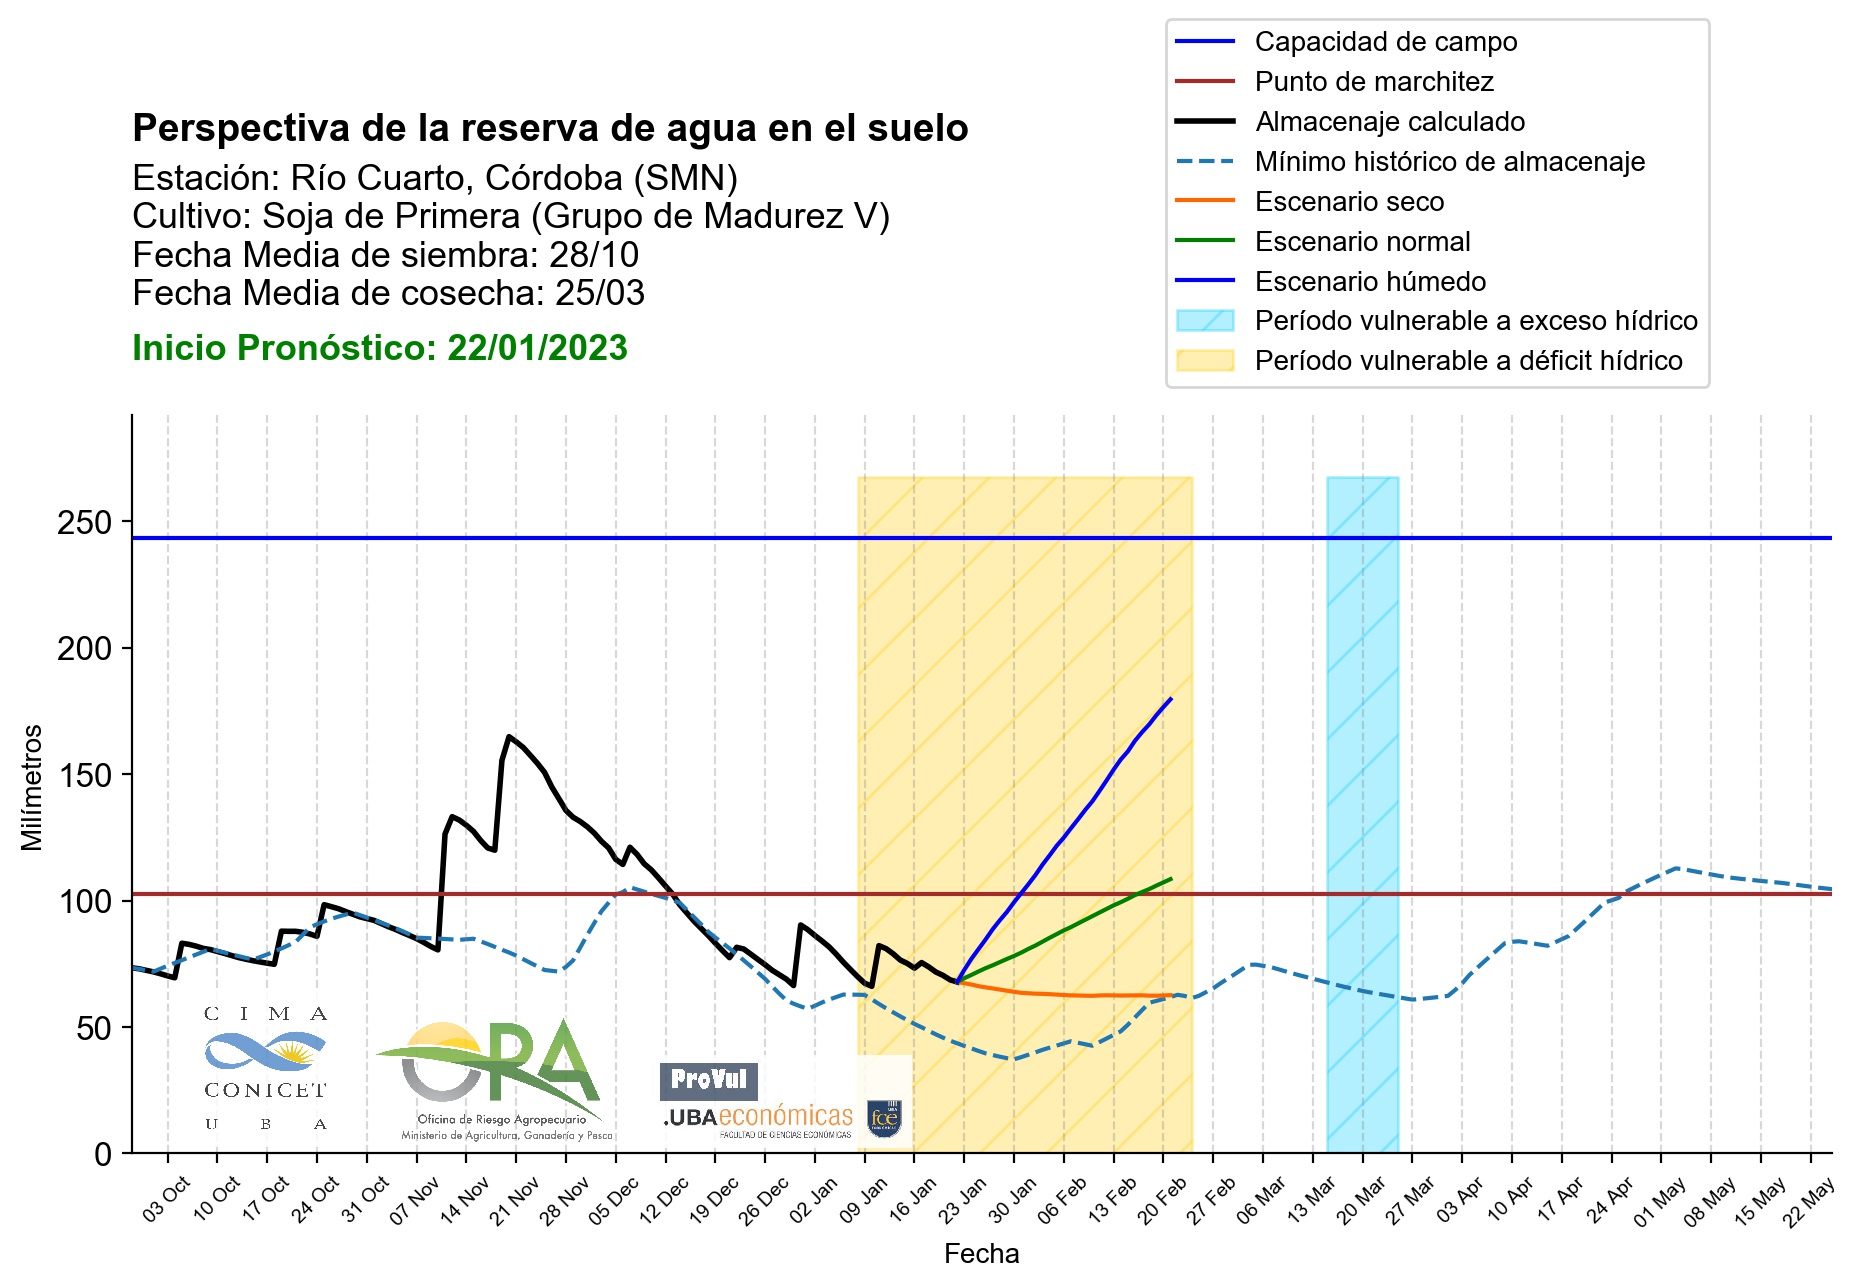 Capacidad de campo
Punto de marchitez
Almacenaje calculado
Mínimo histórico de almacenaje
Escenario seco
Escenario normal
Escenario húmedo
Período vulnerable a exceso hídrico
Período vulnerable a déficit hídrico
Perspectiva de la reserva de agua en el suelo
Estación: Río Cuarto, Córdoba (SMN)
Cultivo: Soja de Primera (Grupo de Madurez V)
Fecha Media de siembra: 28/10
Fecha Media de cosecha: 25/03
Inicio Pronóstico: 22/01/2023
250
200
150
100
50
0
Milímetros
CIMA
CONICET
UBA
ORA
Oficina de Riesgo Agropecuario
Ministerio de Agricultura, Ganadería y Pesca
ProVul
.UBAeconómicas
FACULTAD DE CIENCIAS ECONÓMICAS
UBA
fce
ECONÓMICAS
03 Oct
10 Oct
17 Oct
24 Oct
31 Oct
07 Nov
14 Nov
21 Nov
28 Nov
05 Dec
12 Dec
19 Dec
26 Dec
02 Jan
09 Jan
16 Jan
23 Jan
30 Jan
06 Feb
13 Feb
20 Feb
27 Feb
06 Mar
13 Mar
20 Mar
27 Mar
03 Apr
10 Apr
17 Apr
24 Apr
01 May
08 May
15 May
22 May
Fecha